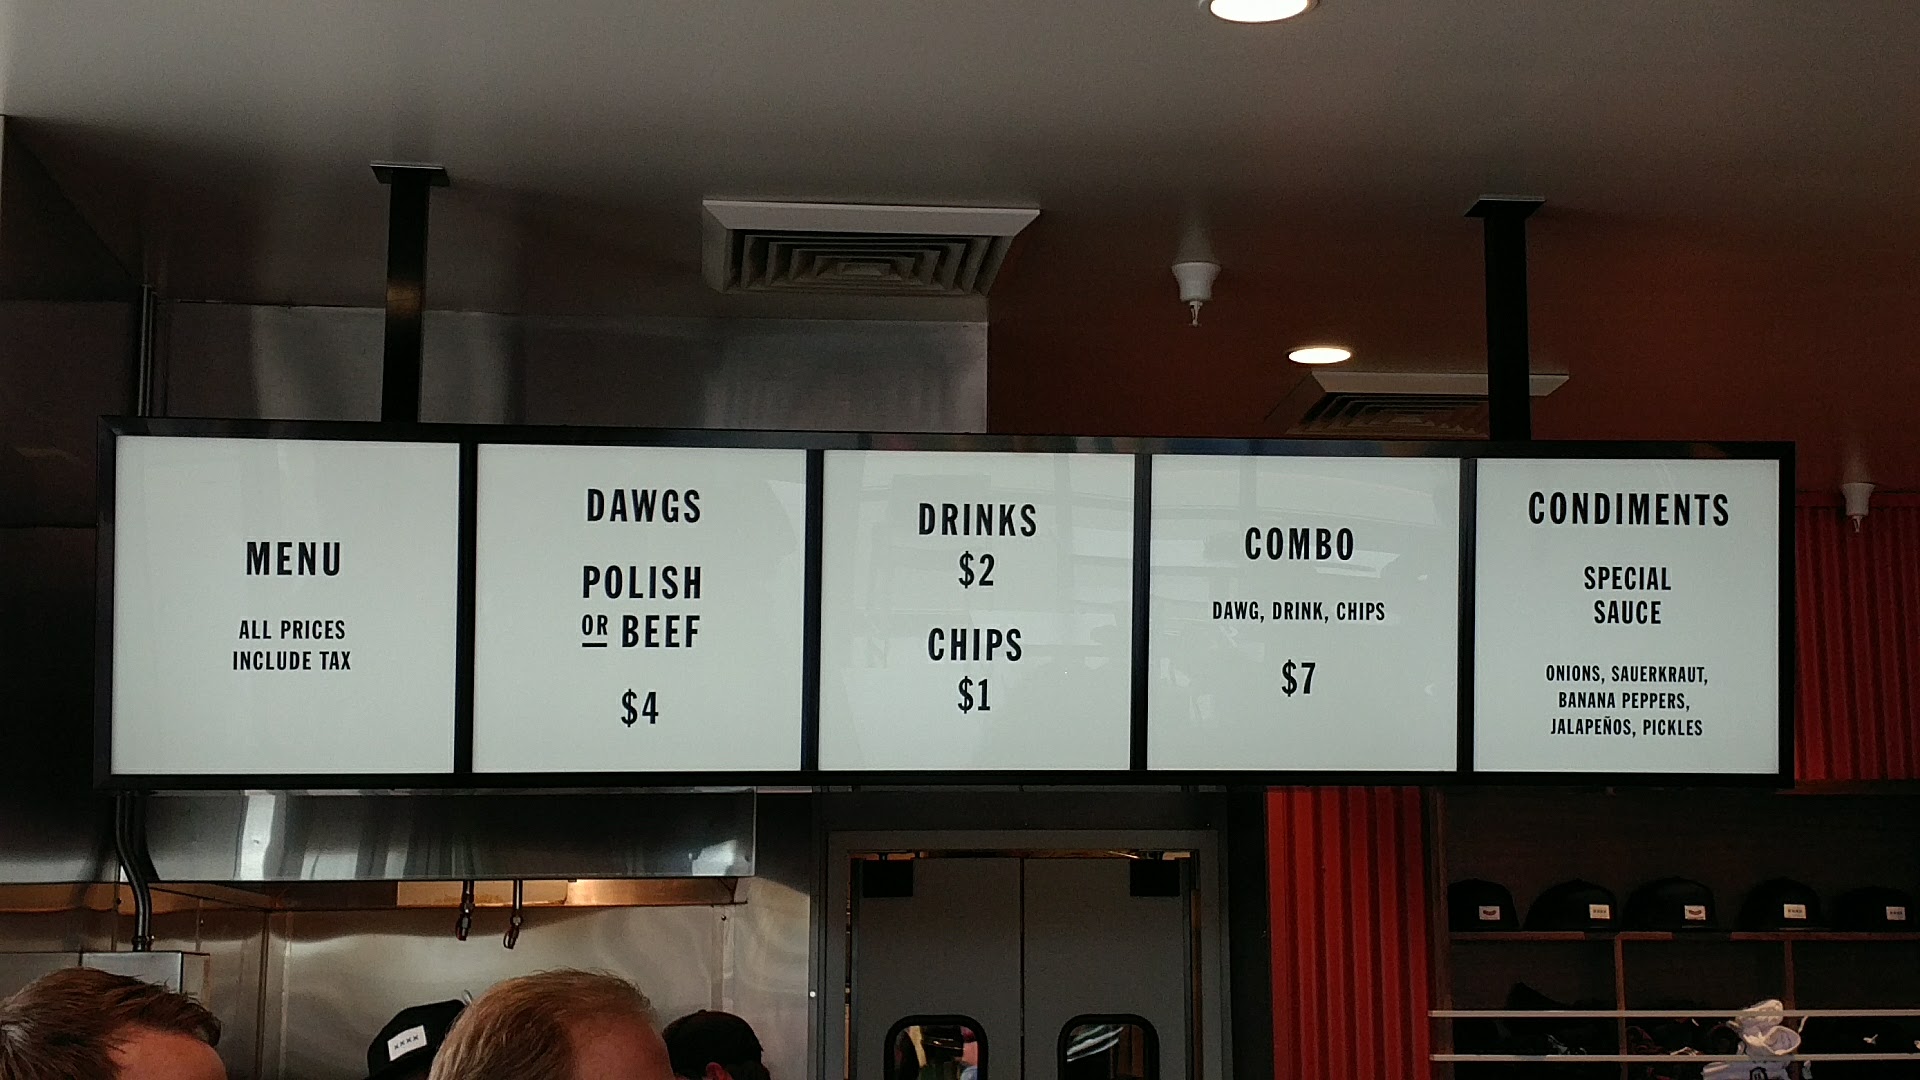 MENU
ALL PRICES
INCLUDE TAX
DAWGS
POLISH
OR BEEF
$4
DRINKS
$2
CHIPS
$1
COMBO
DAWG, DRINK, CHIPS
$7
CONDIMENTS
SPECIAL
SAUCE
ONIONS, SAUERKRAUT,
BANANA PEPPERS,
JALAPEÑOS, PICKLES